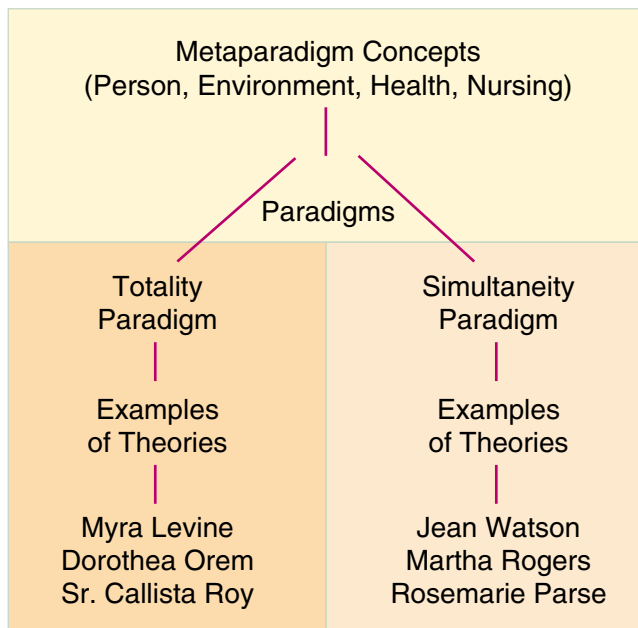 Metaparadigm Concepts
(Person, Environment, Health, Nursing)
Paradigms
Totality
Paradigm
Examples
of Theories
Myra Levine
Dorothea Orem
Sr. Callista Roy
Simultaneity
Paradigm
Examples
of Theories
Jean Watson
Martha Rogers
Rosemarie Parse